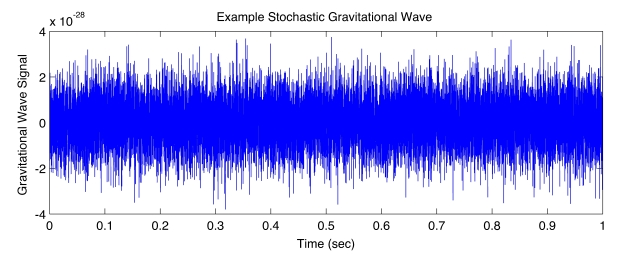 Example Stochastic Gravitational Wave
x 10⁻²⁸
4
2
0
-2
-4
Gravitational Wave Signal
0 0.1 0.2 0.3 0.4 0.5 0.6 0.7 0.8 0.9 1
Time (sec)